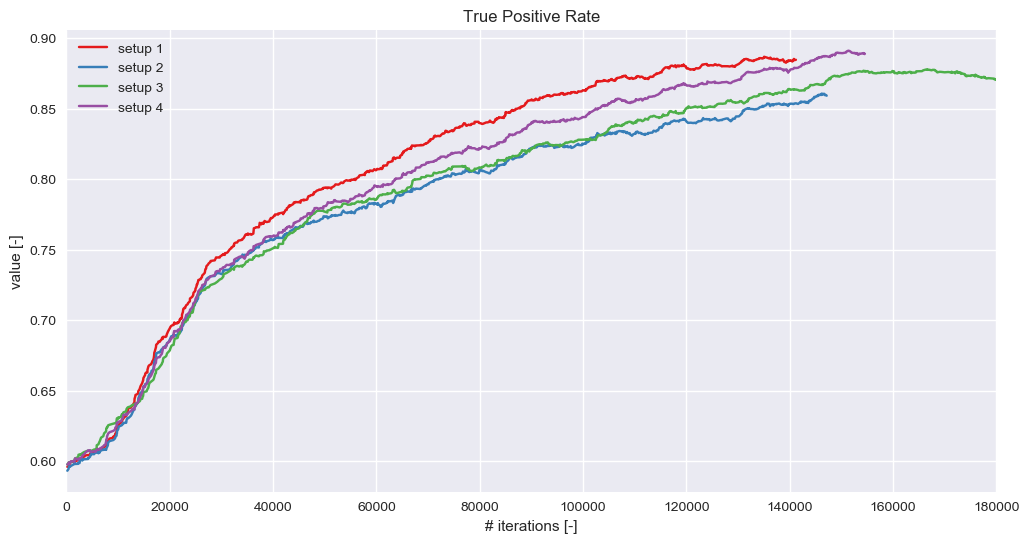 True Positive Rate
0.90
setup 1
setup 2
setup 3
setup 4
0.85
0.80
0.75
value [-]
0.70
0.65
0.60
0
20000
40000
60000
80000
100000
120000
140000
160000
180000
# iterations [-]